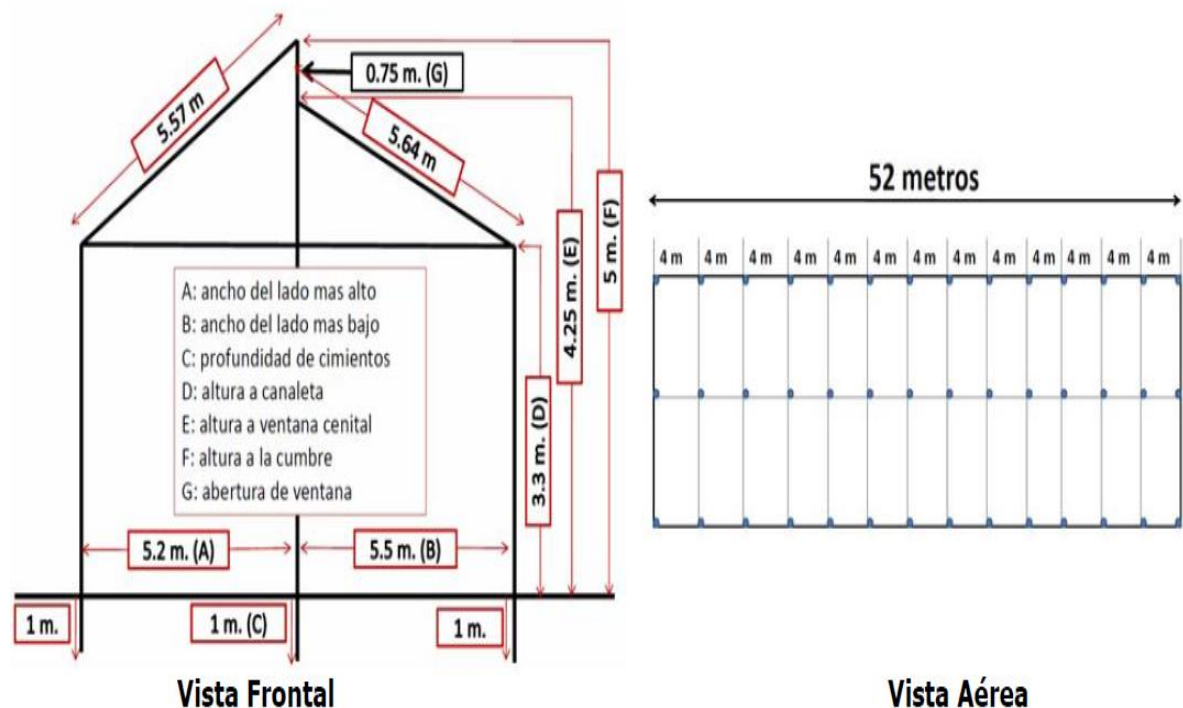 5.57 m
0.75 m. (G)
5.64 m
5 m. (F)
4.25 m. (E)
3.3 m. (D)
A: ancho del lado mas alto
B: ancho del lado mas bajo
C: profundidad de cimientos
D: altura a canaleta
E: altura a ventana cenital
F: altura a la cumbre
G: abertura de ventana
5.2 m. (A)
5.5 m. (B)
1 m.
1 m. (C)
1 m.
Vista Frontal
52 metros
4 m 4 m 4 m 4 m 4 m 4 m 4 m 4 m 4 m 4 m 4 m 4 m 4 m
Vista Aérea